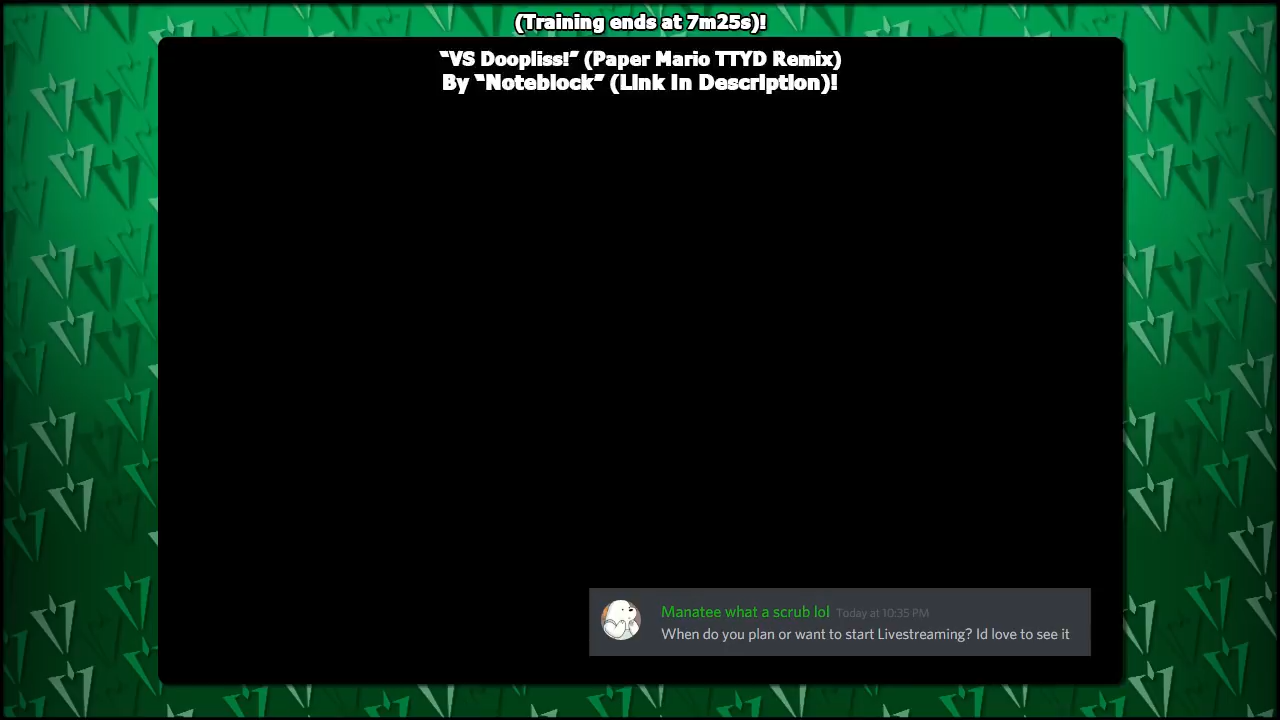 (Training ends at 7m25s)!
“VS Doopliss!” (Paper Mario TTYD Remix)
By “Noteblock” (Link In Description)!
Manatee what a scrub lol Today at 10:35 PM
When do you plan or want to start Livestreaming? Id love to see it